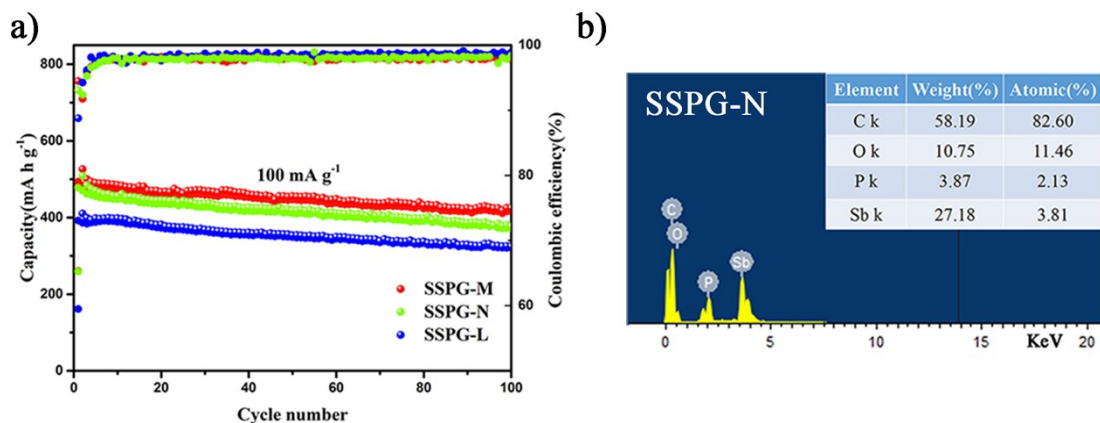 a)
Capacity(mA h g⁻¹)
800
600
400
200
0
100 mA g⁻¹
SSPG-M
SSPG-N
SSPG-L
0 20 40 60 80 100
Cycle number
100
80
60
Coulombic efficiency(%)
b)
SSPG-N
Element Weight(%) Atomic(%)
C k 58.19 82.60
O k 10.75 11.46
P k 3.87 2.13
Sb k 27.18 3.81
C
O
P
Sb
0 5 10 15 20
KeV